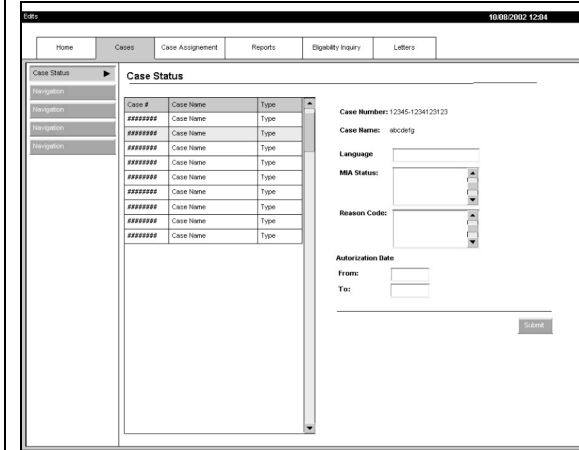 Edits 10/08/2002 12:04
Home Cases Case Assignement Reports Eligability Inquiry Letters
Case Status
Navigation
Navigation
Navigation
Navigation
Case Status
Case # Case Name Type
######## Case Name Type
######## Case Name Type
######## Case Name Type
######## Case Name Type
######## Case Name Type
######## Case Name Type
######## Case Name Type
######## Case Name Type
######## Case Name Type
Case Number: 12345-1234123123
Case Name: abcdefg
Language
MIA Status:
Reason Code:
Autorization Date
From:
To:
Submit